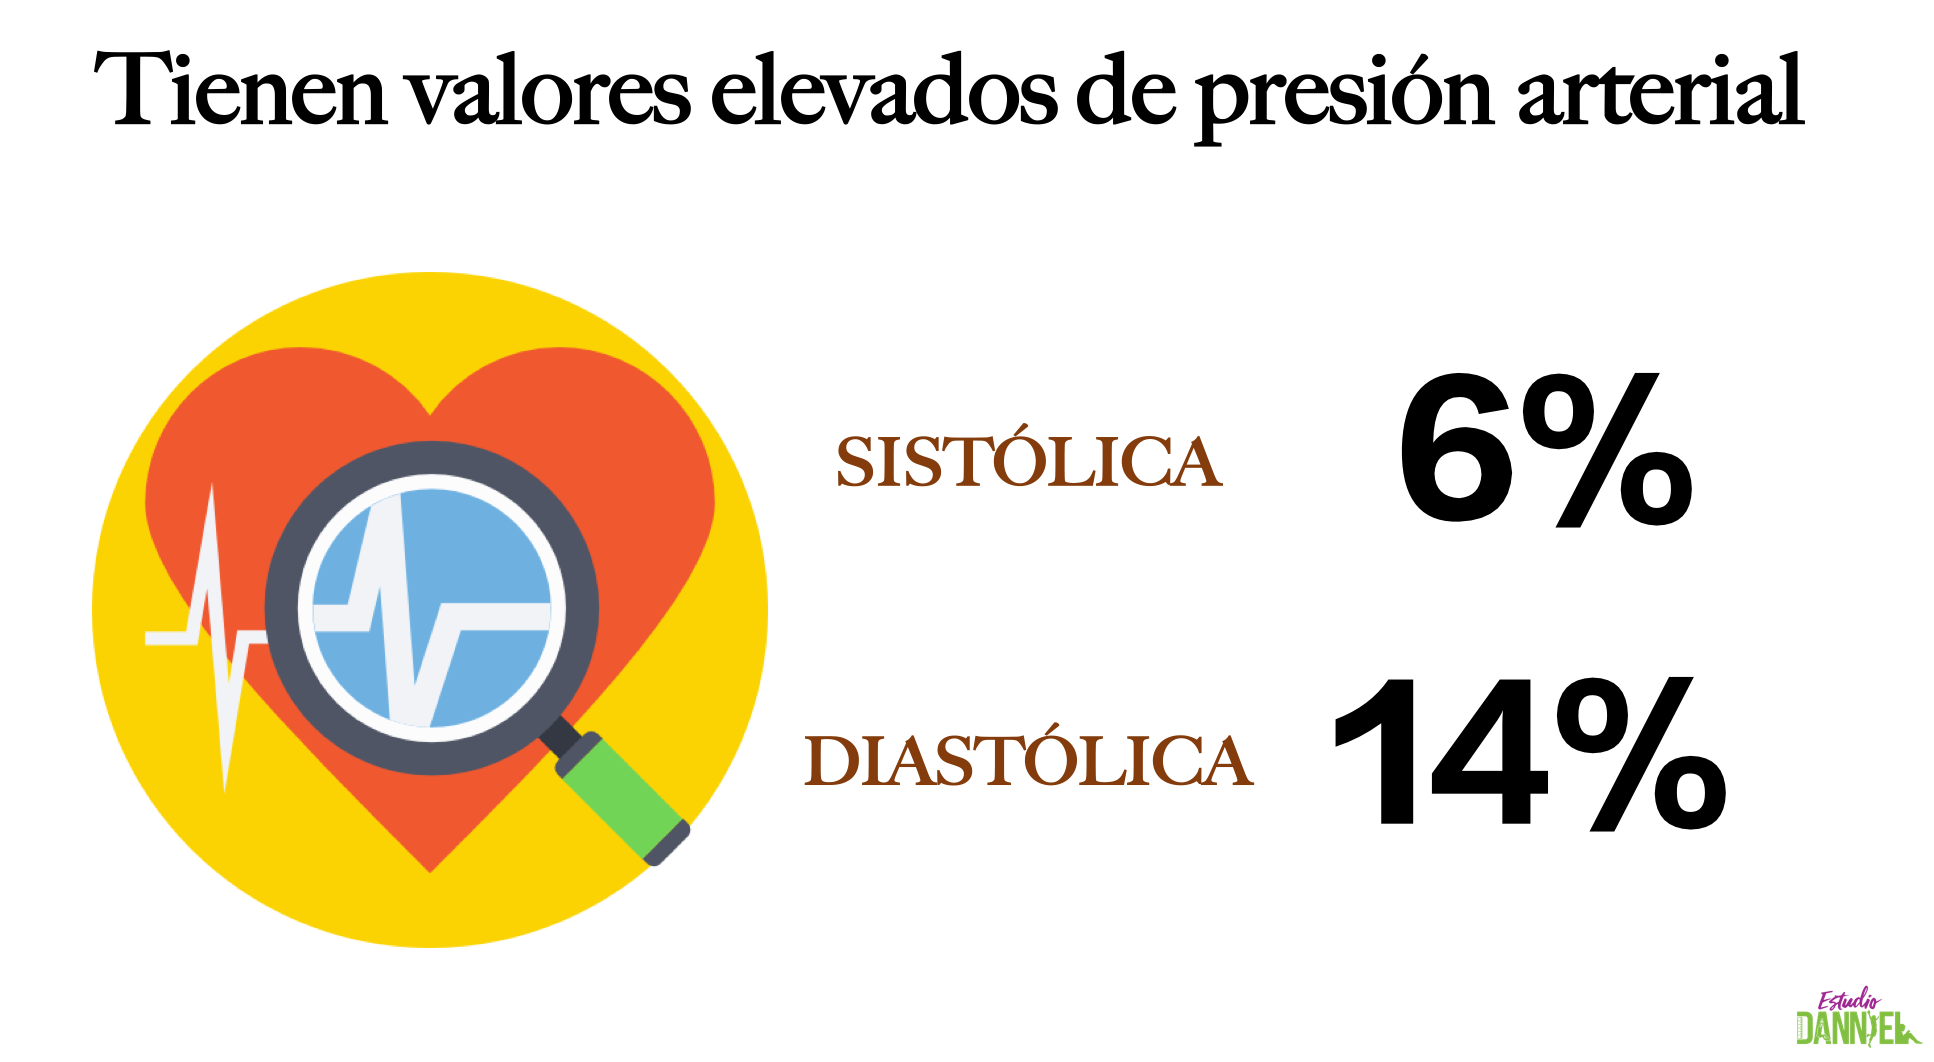 Tienen valores elevados de presión arterial
SISTÓLICA 6%
DIASTÓLICA 14%
Estudio
DANNIEL